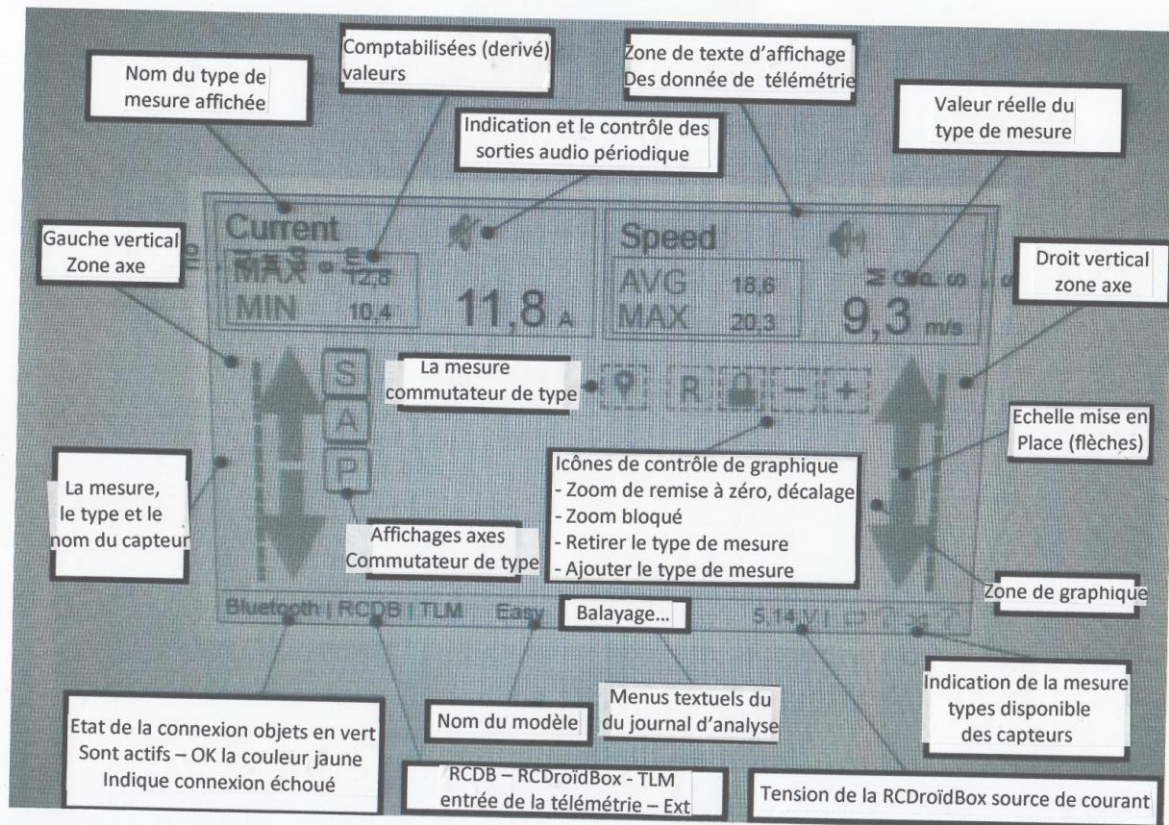 Nom du type de
mesure affichée
Comptabilisées (derivé)
valeurs
Zone de texte d'affichage
Des donnée de télémétrie
Valeur réelle du
type de mesure
Indication et le contrôle des
sorties audio périodique
Gauche vertical
Zone axe
Droit vertical
zone axe
Current
MAX 12,8
MIN 10,4
11,8 A
Speed
AVG 18,6
MAX 20,3
9,3 m/s
La mesure
commutateur de type
R - +
S
A
P
Echelle mise en
Place (flèches)
La mesure,
le type et le
nom du capteur
Icônes de contrôle de graphique
- Zoom de remise à zéro, décalage
- Zoom bloqué
- Retirer le type de mesure
- Ajouter le type de mesure
Affichages axes
Commutateur de type
Zone de graphique
Bluetooth | RCDB | TLM Easy
Balayage...
5,14 V |
Etat de la connexion objets en vert
Sont actifs – OK la couleur jaune
Indique connexion échoué
Nom du modèle
Menus textuels du
du journal d'analyse
Indication de la mesure
types disponible
des capteurs
RCDB – RCDroïdBox - TLM
entrée de la télémétrie – Ext
Tension de la RCDroïdBox source de courant